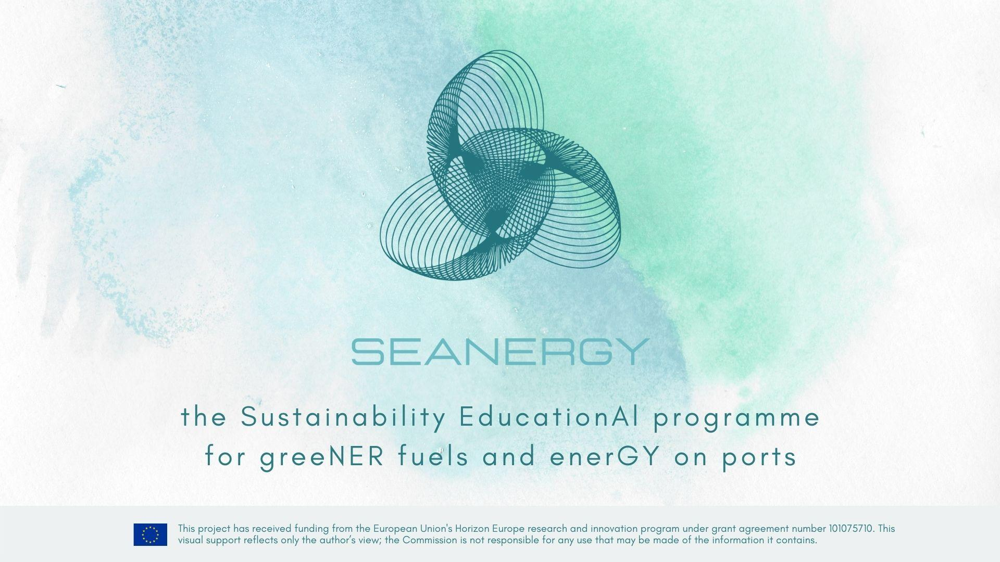 SEANERGY
the Sustainability EducationAl programme
for greeNER fuels and enerGY on ports
This project has received funding from the European Union's Horizon Europe research and innovation program under grant agreement number 101075710. This
visual support reflects only the author’s view; the Commission is not responsible for any use that may be made of the information it contains.